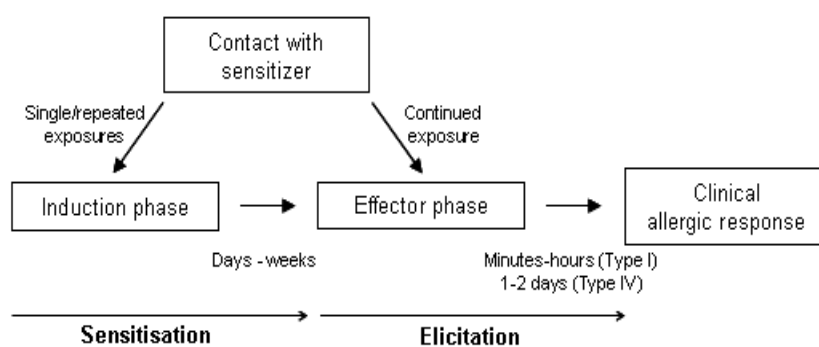 Contact with
sensitizer
Single/repeated
exposures
Continued
exposure
Induction phase
Effector phase
Clinical
allergic response
Days - weeks
Minutes-hours (Type I)
1-2 days (Type IV)
Sensitisation
Elicitation